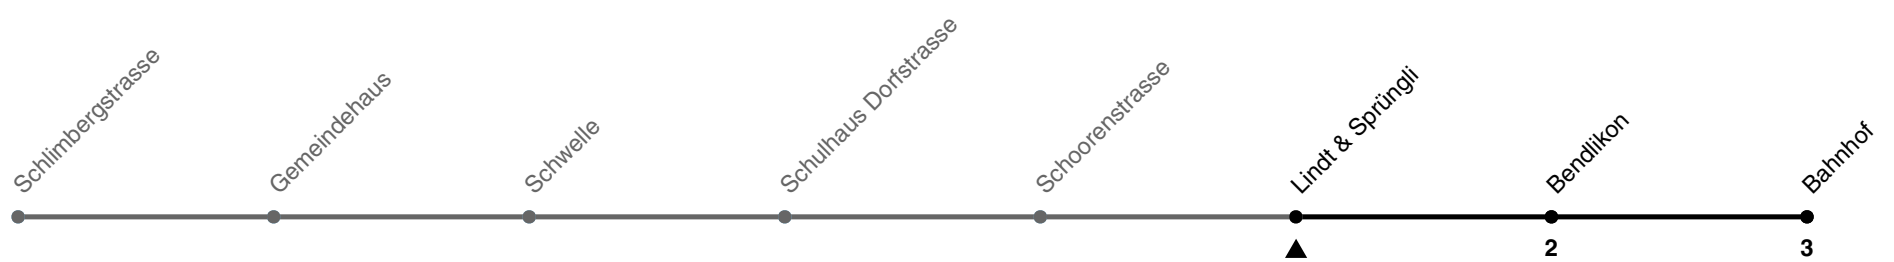 Schlimbergstrasse
Gemeindehaus
Schwelle
Schulhaus Dorfstrasse
Schoorenstrasse
Lindt & Sprüngli
Bendlikon
Bahnhof
2
3